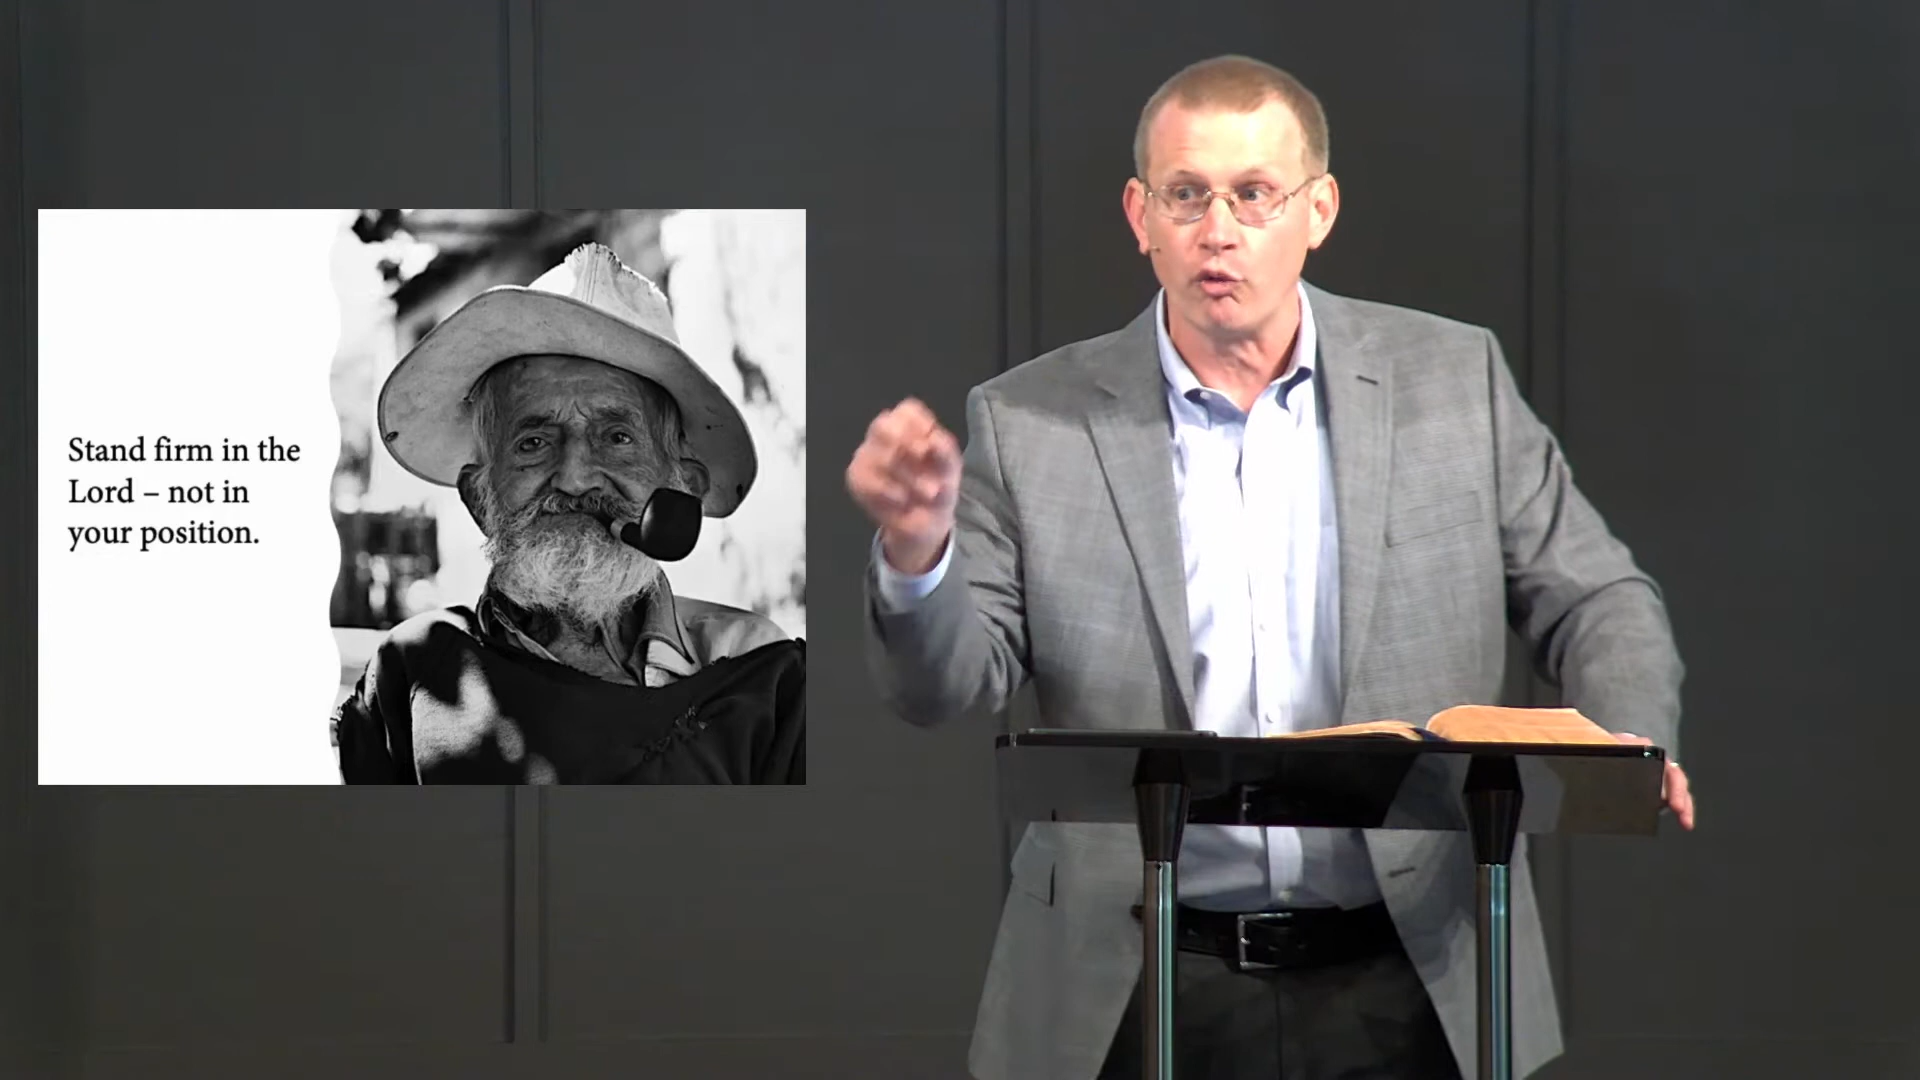 Stand firm in the
Lord – not in
your position.